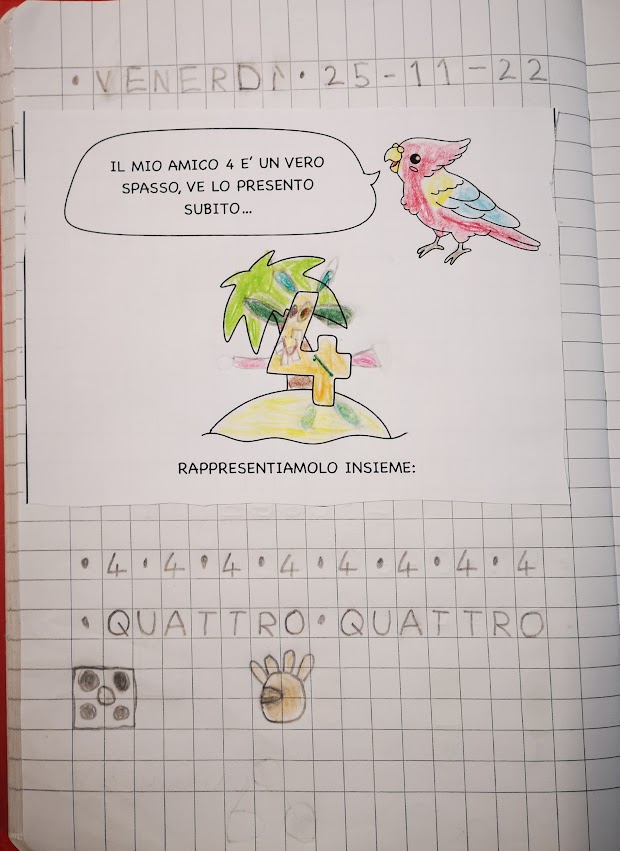 • VENERDÌ • 25-11-22
IL MIO AMICO 4 E' UN VERO
SPASSO, VE LO PRESENTO
SUBITO...
4
RAPPRESENTIAMOLO INSIEME:
• 4 • 4 • 4 • 4 • 4 • 4 • 4 • 4
• QUATTRO • QUATTRO